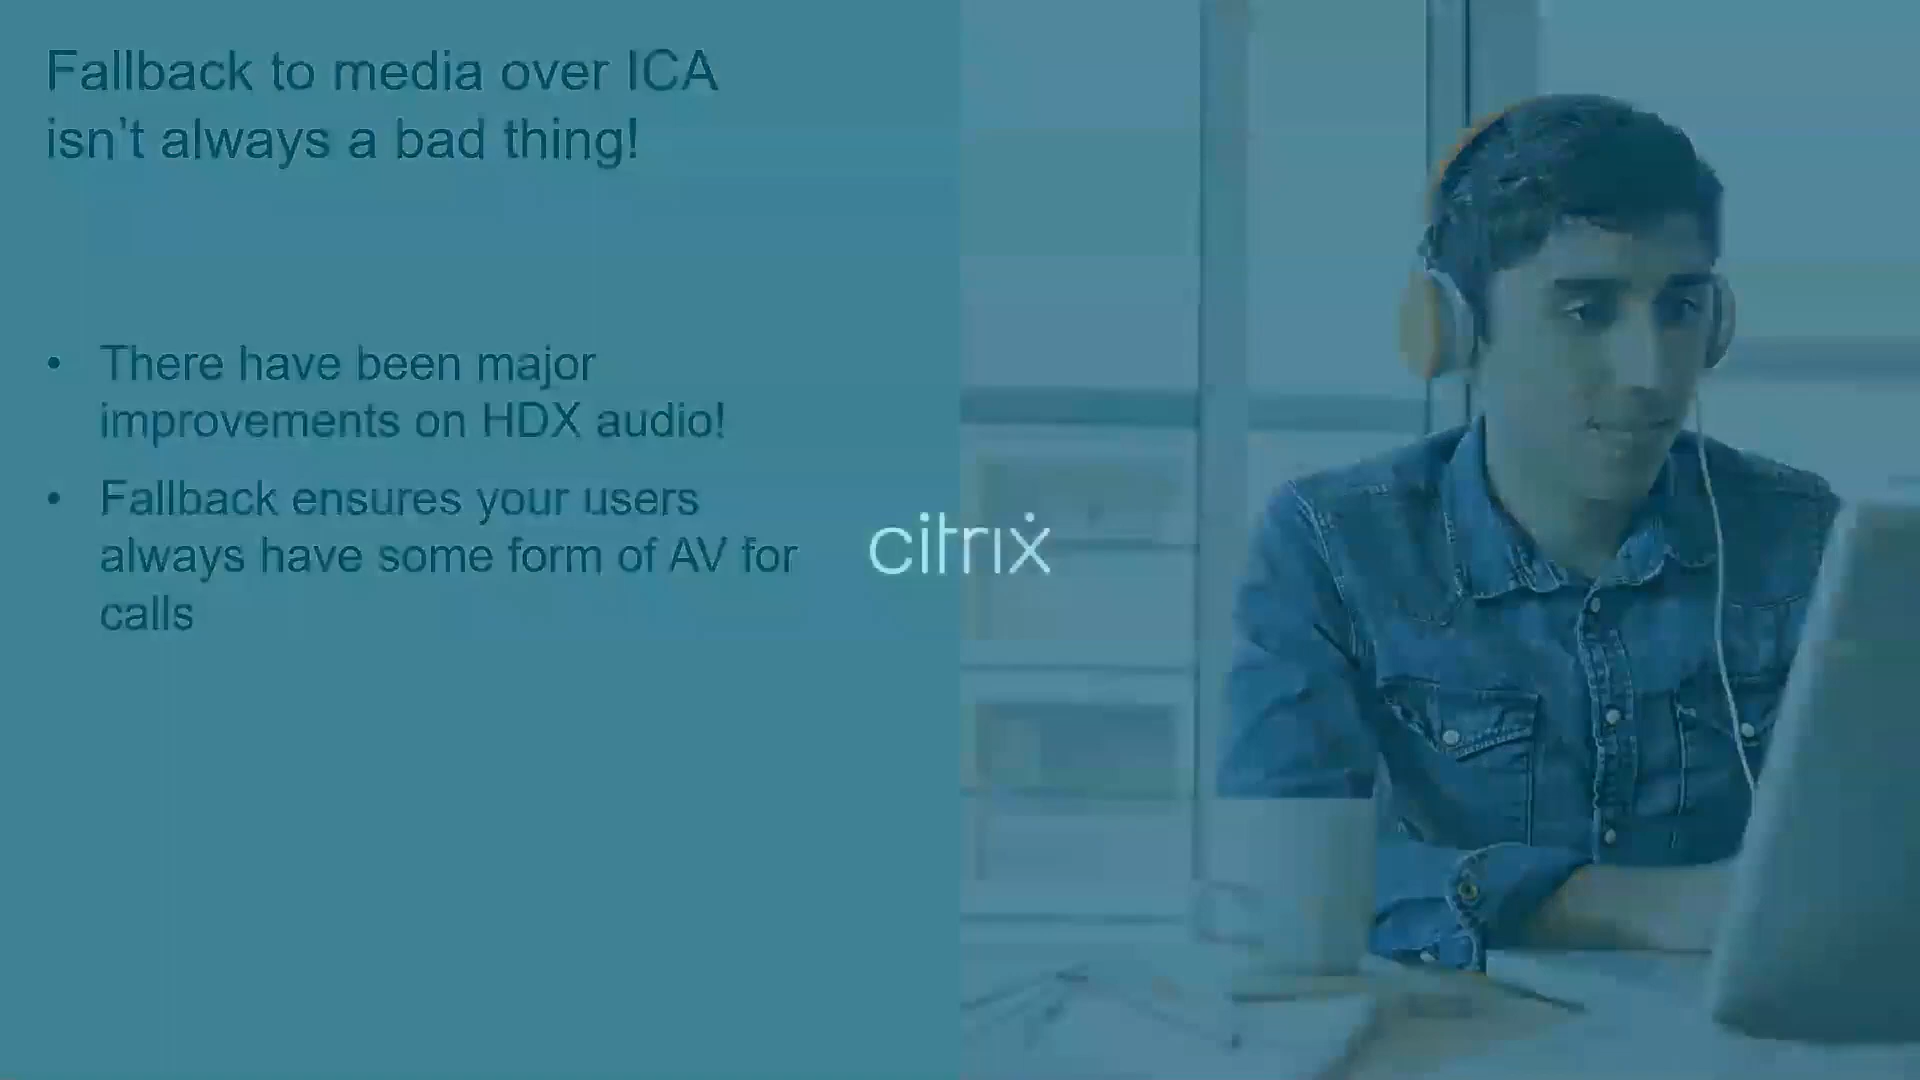 Fallback to media over ICA
isn't always a bad thing!
• There have been major
improvements on HDX audio!
• Fallback ensures your users
always have some form of AV for
calls
citrix